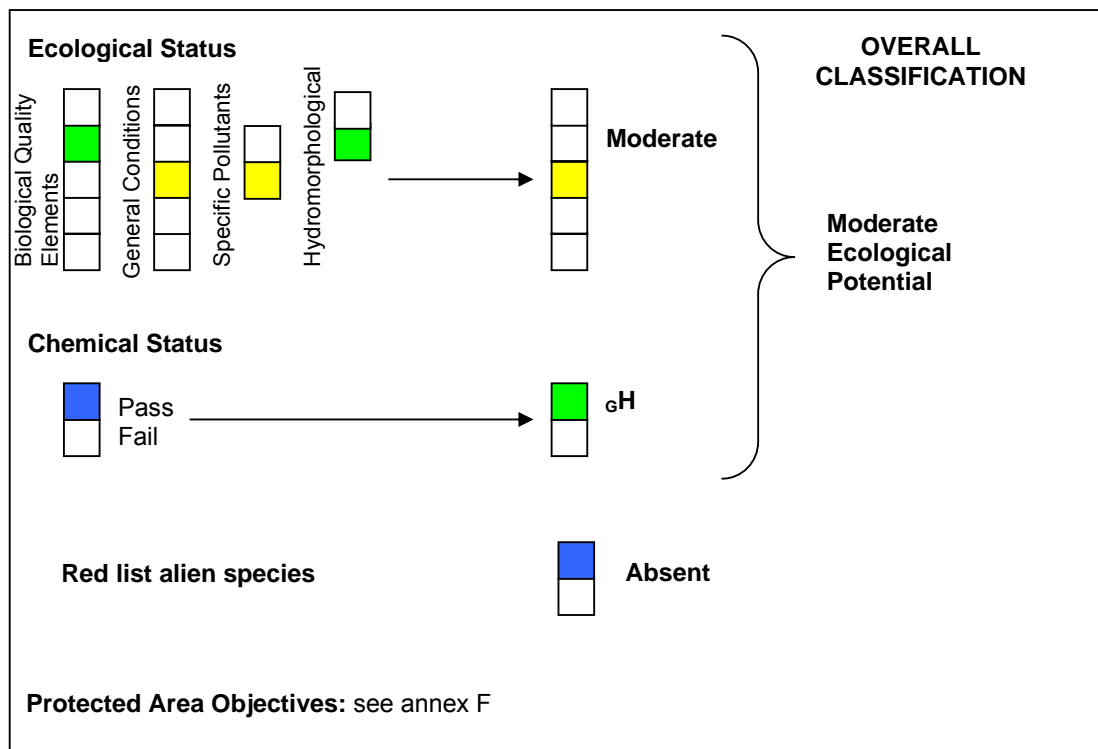 Ecological Status
OVERALL
CLASSIFICATION
Biological Quality
Elements
General Conditions
Specific Pollutants
Hydromorphological
Moderate
Moderate
Ecological
Potential
Chemical Status
Pass
Fail
GH
Red list alien species
Absent
Protected Area Objectives: see annex F